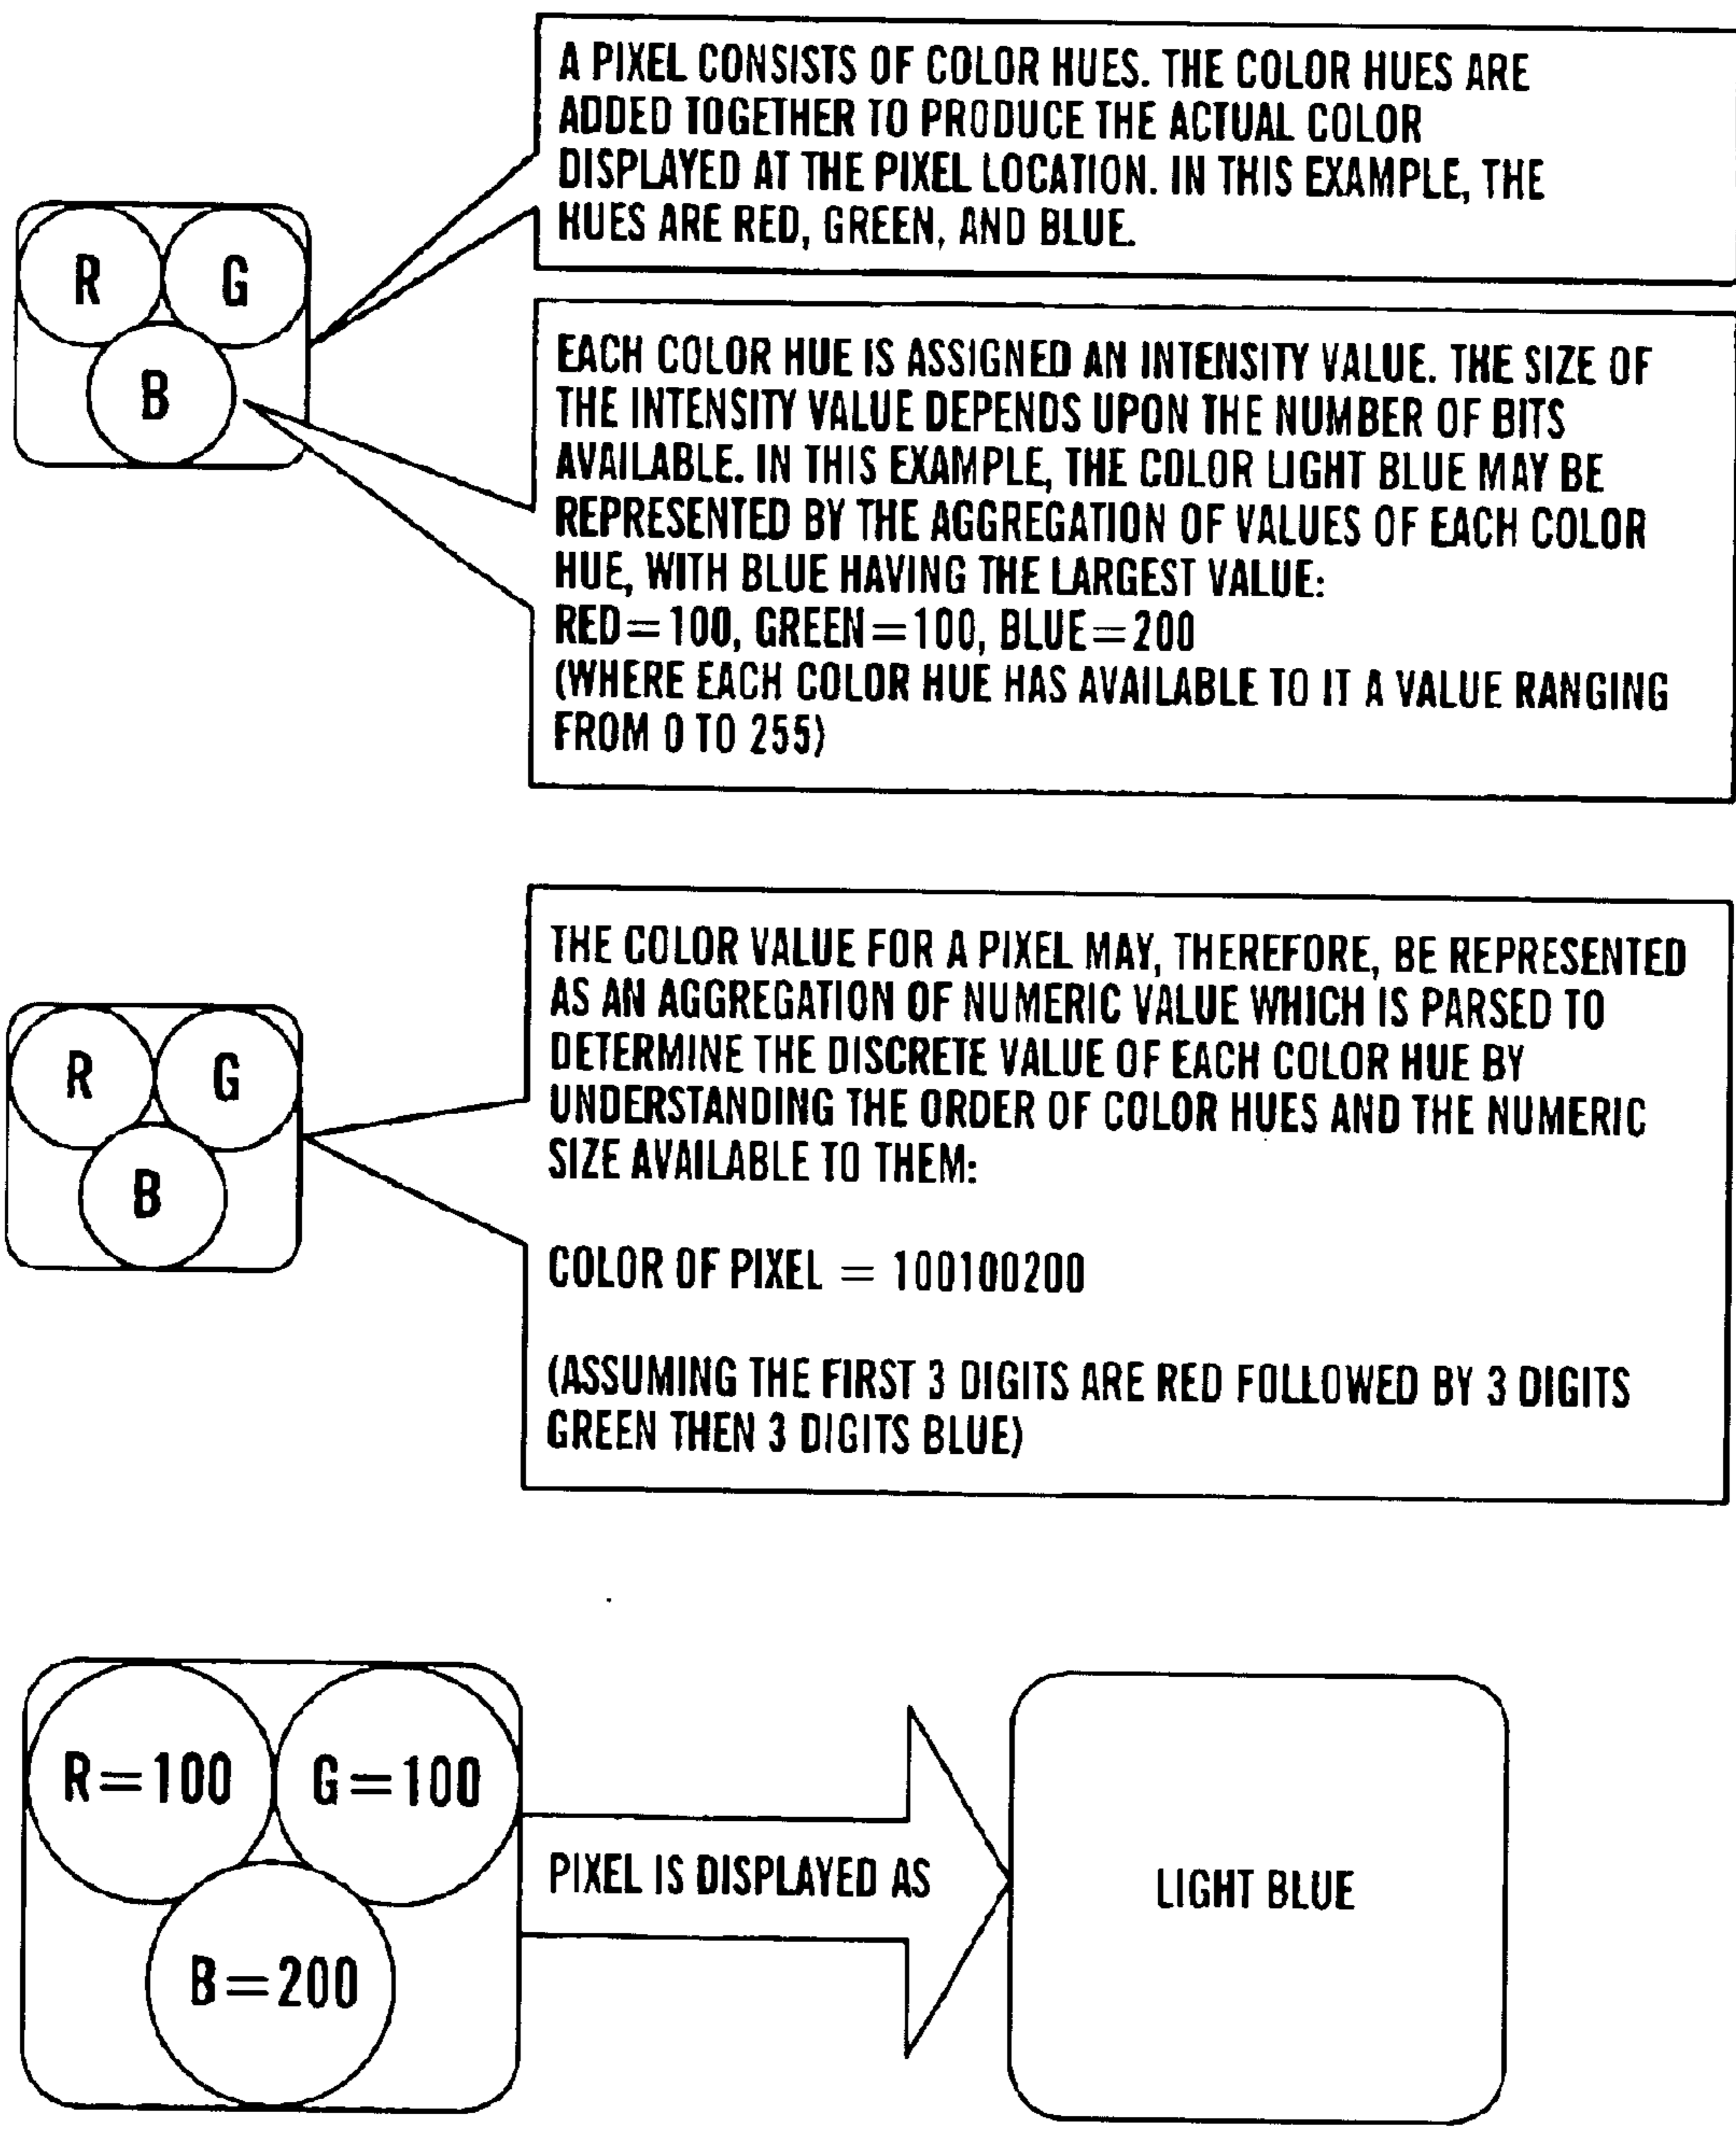 A PIXEL CONSISTS OF COLOR HUES. THE COLOR HUES ARE
ADDED TOGETHER TO PRODUCE THE ACTUAL COLOR
DISPLAYED AT THE PIXEL LOCATION. IN THIS EXAMPLE, THE
HUES ARE RED, GREEN, AND BLUE.
R G
B
EACH COLOR HUE IS ASSIGNED AN INTENSITY VALUE. THE SIZE OF
THE INTENSITY VALUE DEPENDS UPON THE NUMBER OF BITS
AVAILABLE. IN THIS EXAMPLE, THE COLOR LIGHT BLUE MAY BE
REPRESENTED BY THE AGGREGATION OF VALUES OF EACH COLOR
HUE, WITH BLUE HAVING THE LARGEST VALUE:
RED=100, GREEN=100, BLUE=200
(WHERE EACH COLOR HUE HAS AVAILABLE TO IT A VALUE RANGING
FROM 0 TO 255)
R G
B
THE COLOR VALUE FOR A PIXEL MAY, THEREFORE, BE REPRESENTED
AS AN AGGREGATION OF NUMERIC VALUE WHICH IS PARSED TO
DETERMINE THE DISCRETE VALUE OF EACH COLOR HUE BY
UNDERSTANDING THE ORDER OF COLOR HUES AND THE NUMERIC
SIZE AVAILABLE TO THEM:
COLOR OF PIXEL = 100100200
(ASSUMING THE FIRST 3 DIGITS ARE RED FOLLOWED BY 3 DIGITS
GREEN THEN 3 DIGITS BLUE)
R=100 G=100
B=200
PIXEL IS DISPLAYED AS
LIGHT BLUE